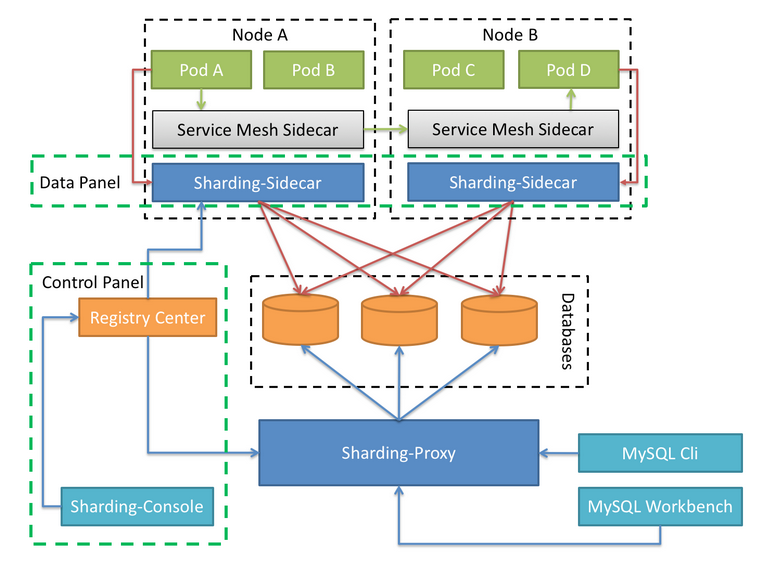 Node A
Node B
Pod A
Pod B
Pod C
Pod D
Service Mesh Sidecar
Service Mesh Sidecar
Data Panel
Sharding-Sidecar
Sharding-Sidecar
Control Panel
Registry Center
Databases
Sharding-Proxy
MySQL Cli
Sharding-Console
MySQL Workbench